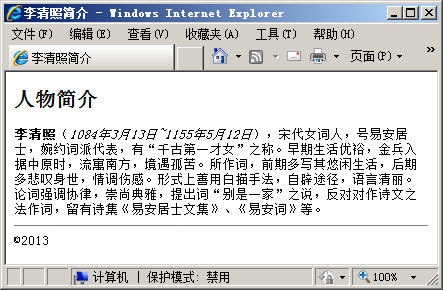 李清照简介 - Windows Internet Explorer
文件(F) 编辑(E) 查看(V) 收藏夹(A) 工具(T) 帮助(H)
李清照简介 页面(P)
人物简介
李清照（1084年3月13日~1155年5月12日），宋代女词人，号易安居
士，婉约词派代表，有“千古第一才女”之称。早期生活优裕，金兵入
据中原时，流寓南方，境遇孤苦。所作词，前期多写其悠闲生活，后期
多悲叹身世，情调伤感。形式上善用白描手法，自辟途径，语言清丽。
论词强调协律，崇尚典雅，提出词“别是一家”之说，反对对作诗文之
法作词，留有诗集《易安居士文集》、《易安词》等。
©2013
计算机 | 保护模式: 禁用 100%